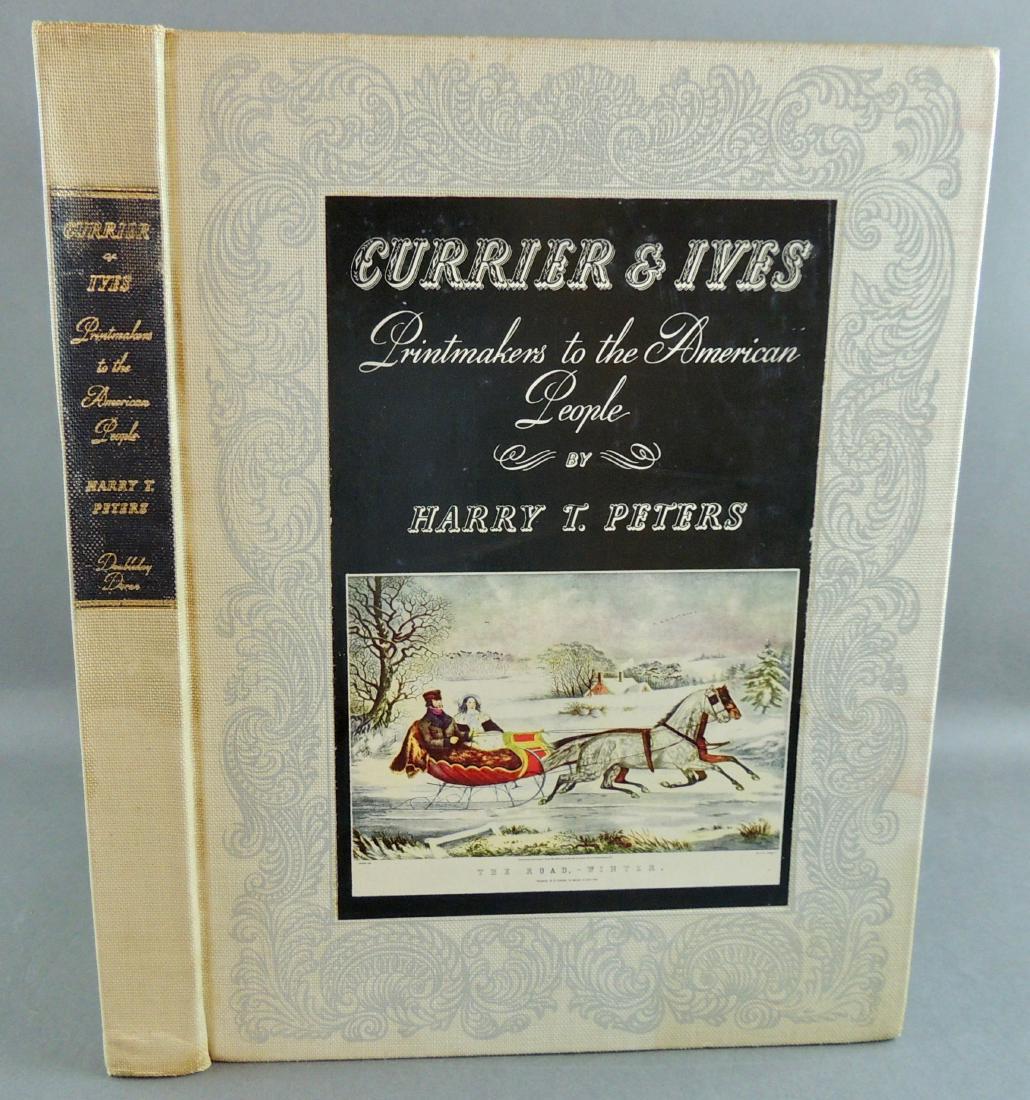 CURRIER
&
IVES
Printmakers
to the
American
People
HARRY T.
PETERS
Doubleday
Doran
CURRIER & IVES
Printmakers to the American
People
BY
HARRY T. PETERS
THE ROAD, - WINTER.